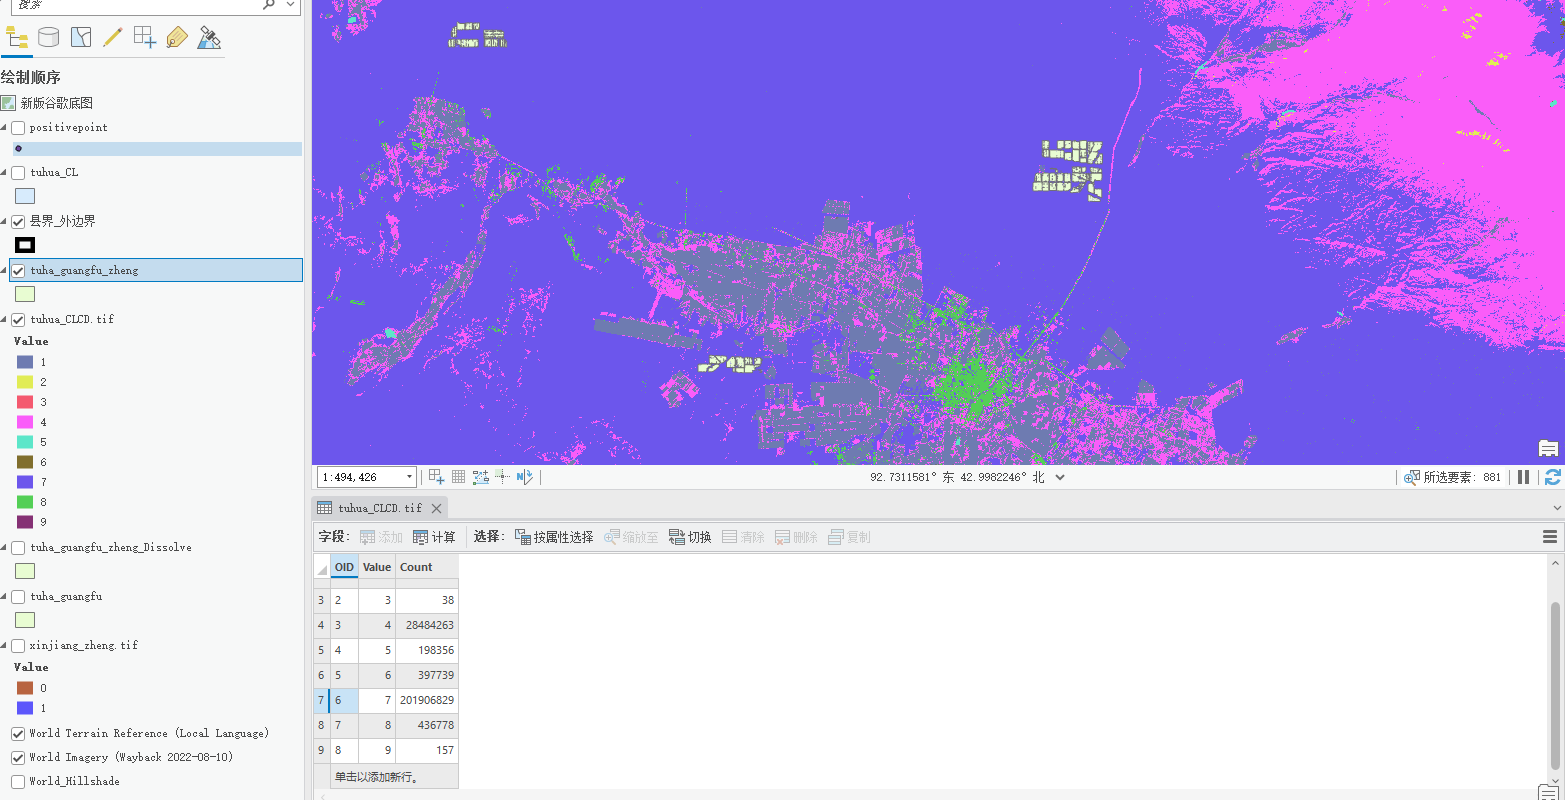 搜索
绘制顺序
新版谷歌底图
positivepoint
tuhua_CL
县界_外边界
tuha_guangfu_zheng
tuhua_CLCD.tif
Value
1
2
3
4
5
6
7
8
9
tuha_guangfu_zheng_Dissolve
tuha_guangfu
xinjiang_zheng.tif
Value
0
1
World Terrain Reference (Local Language)
World Imagery (Wayback 2022-08-10)
World_Hillshade
1:494,426
92.7311581° 东 42.9982246° 北
所选要素: 881
tuhua_CLCD.tif
字段: 添加 计算 选择: 按属性选择 缩放至 切换 清除 删除 复制
OID Value Count
3 2 3 38
4 3 4 28484263
5 4 5 198356
6 5 6 397739
7 6 7 201906829
8 7 8 436778
9 8 9 157
单击以添加新行。